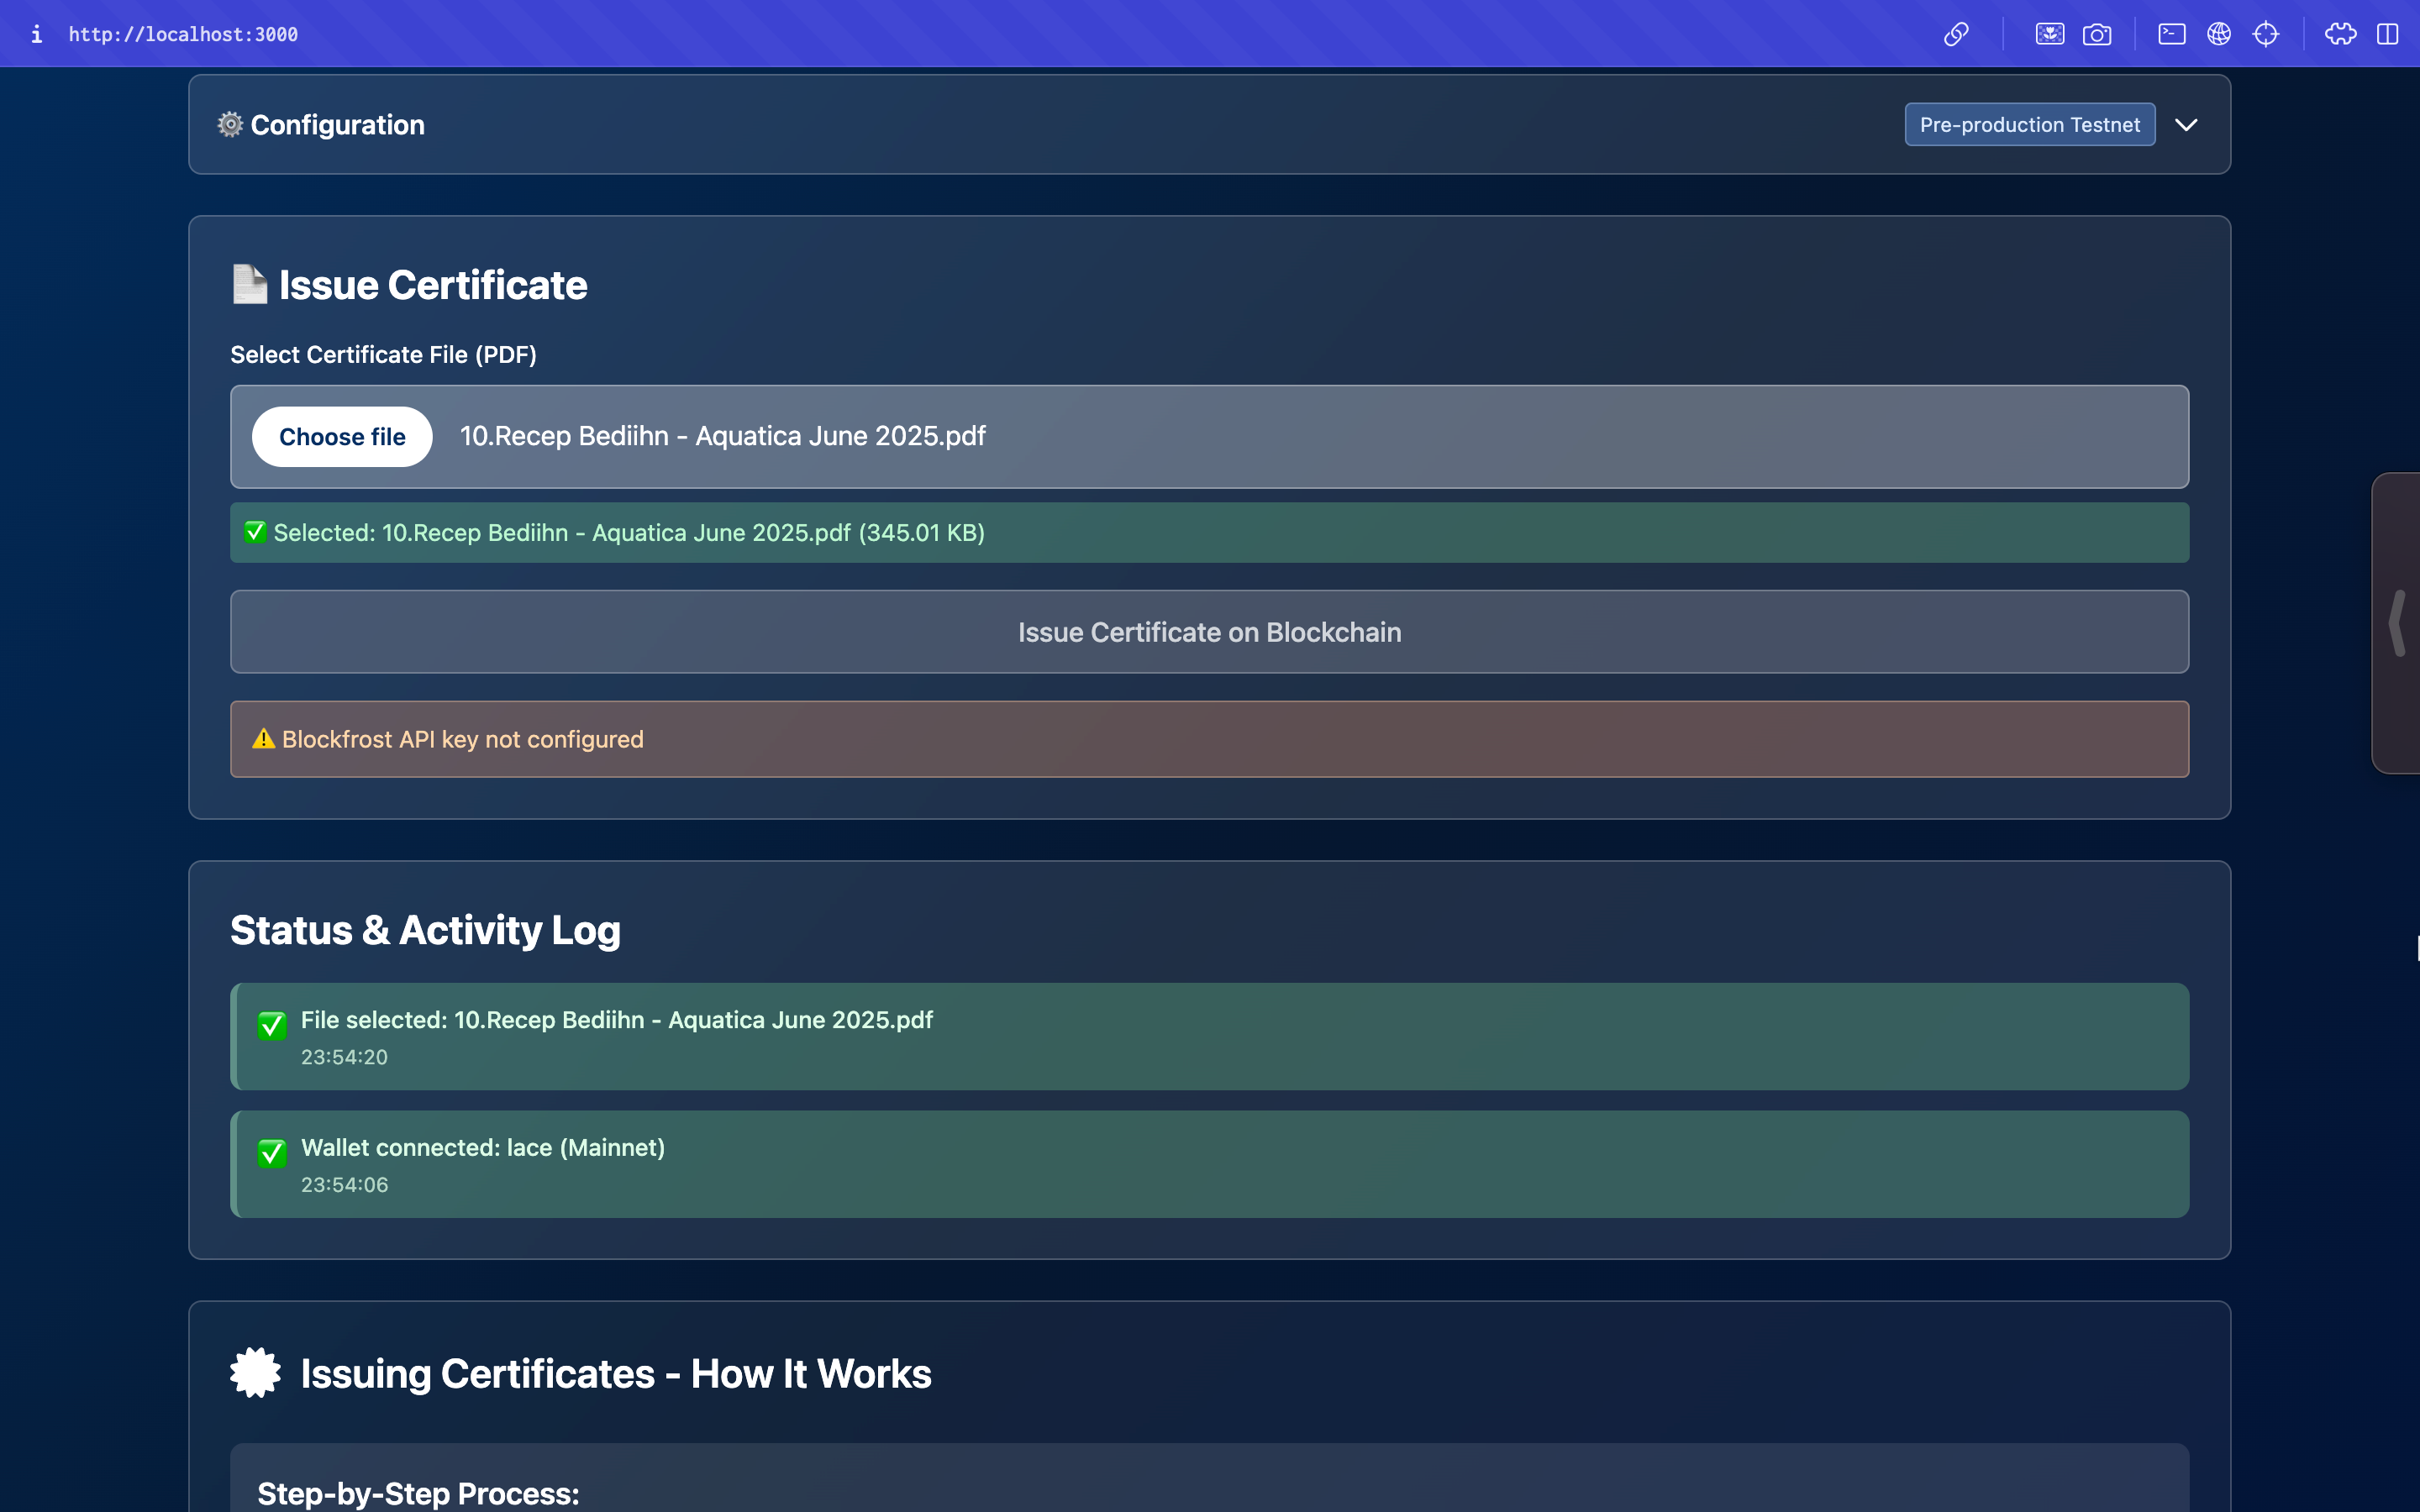 http://localhost:3000
⚙️ Configuration
Pre-production Testnet
📄 Issue Certificate
Select Certificate File (PDF)
Choose file 10.Recep Bediihn - Aquatica June 2025.pdf
✅ Selected: 10.Recep Bediihn - Aquatica June 2025.pdf (345.01 KB)
Issue Certificate on Blockchain
⚠️ Blockfrost API key not configured
Status & Activity Log
✅ File selected: 10.Recep Bediihn - Aquatica June 2025.pdf
23:54:20
✅ Wallet connected: lace (Mainnet)
23:54:06
Issuing Certificates - How It Works
Step-by-Step Process: